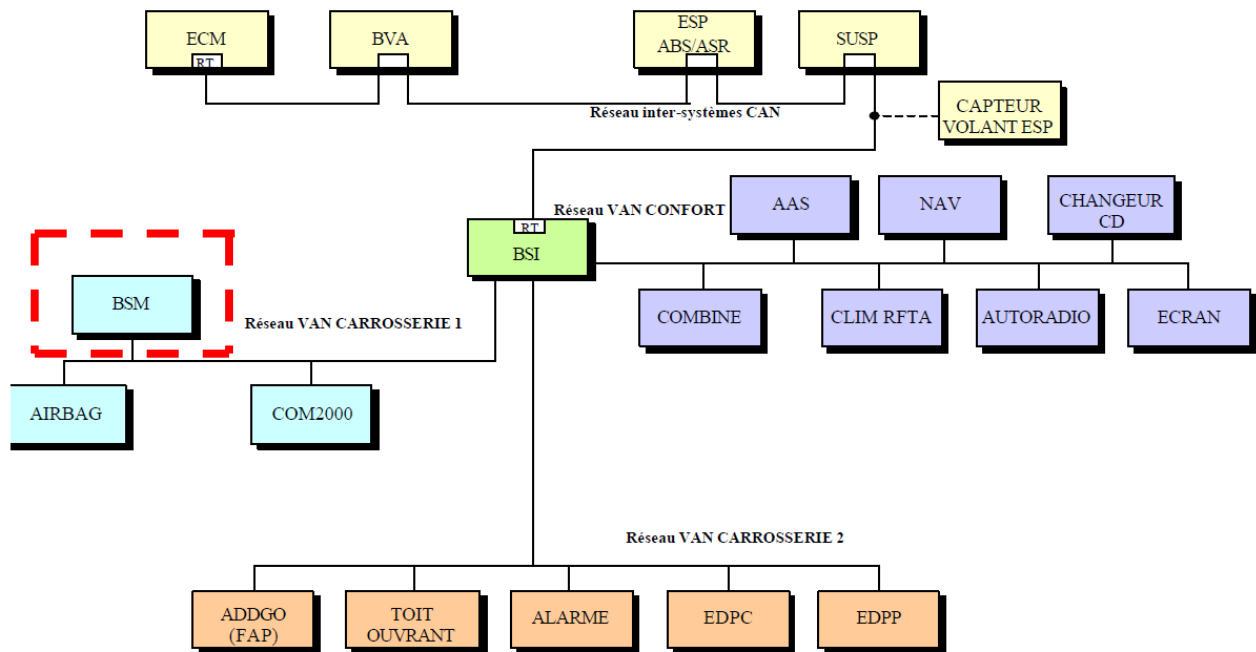 ECM
RT
BVA
ESP
ABS/ASR
SUSP
Réseau inter-systèmes CAN
CAPTEUR
VOLANT ESP
Réseau VAN CONFORT
AAS
NAV
CHANGEUR
CD
RT
BSI
BSM
Réseau VAN CARROSSERIE 1
COMBINE
CLIM RFTA
AUTORADIO
ECRAN
AIRBAG
COM2000
Réseau VAN CARROSSERIE 2
ADDGO
(FAP)
TOIT
OUVRANT
ALARME
EDPC
EDPP